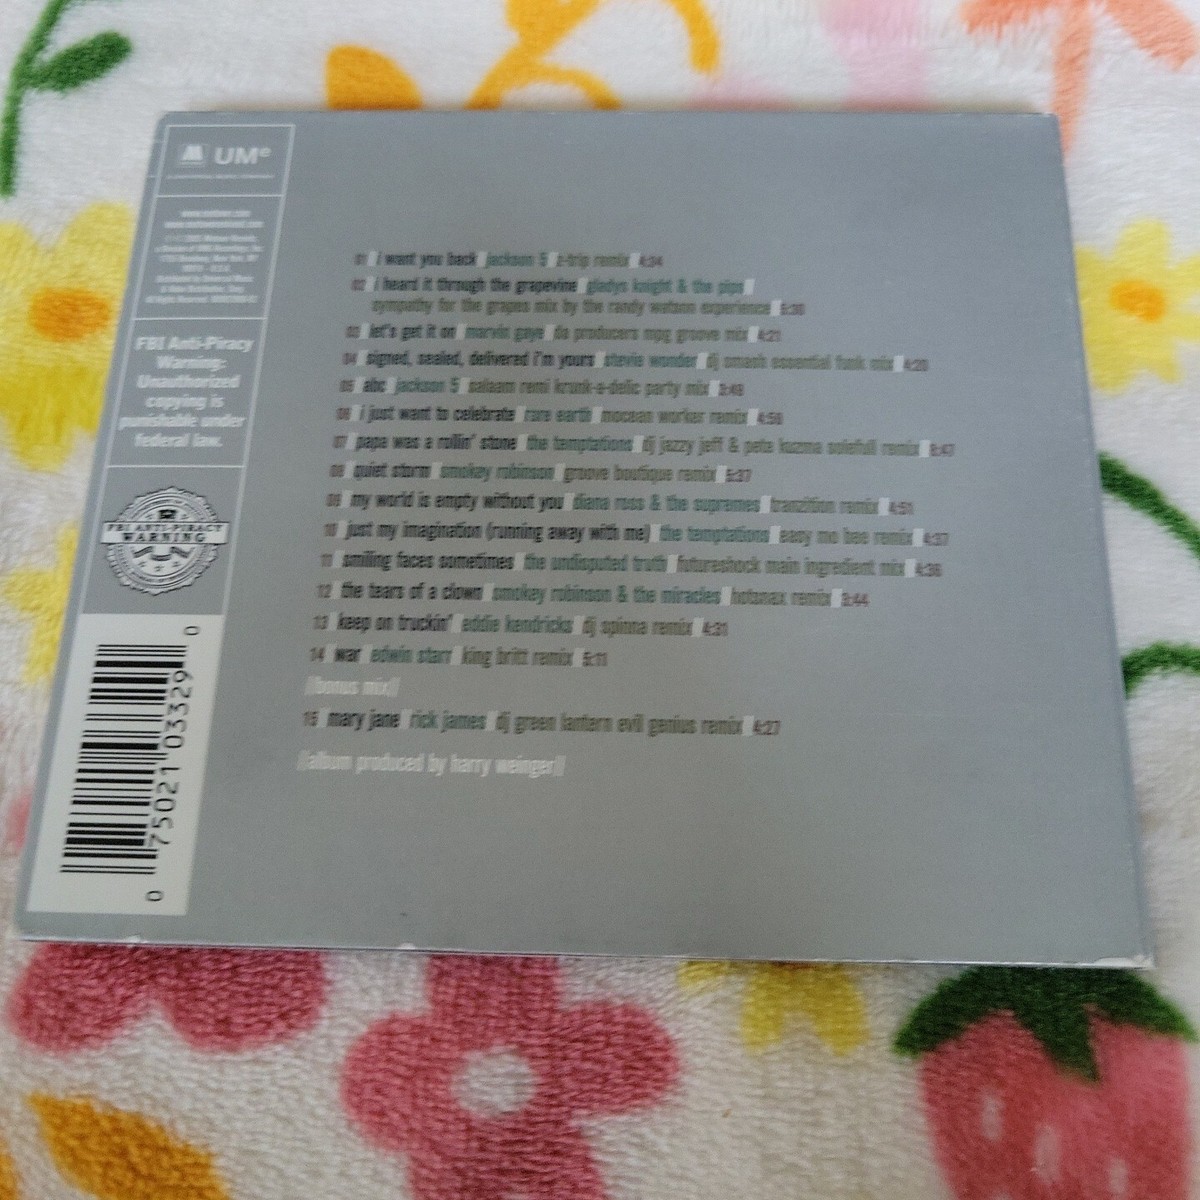 UMe
FBI Anti-Piracy
Warning:
Unauthorized
copying is
punishable under
federal law.
FBI ANTI-PIRACY
WARNING
0 75021 03329 0
01 i want you back jackson 5 z-trip remix 4:34
02 i heard it through the grapevine gladys knight & the pips
sympathy for the grapes mix by the randy watson experience 5:30
03 let's get it on marvin gaye da producers mpg groove mix 4:21
04 signed, sealed, delivered i'm yours stevie wonder dj smash essential funk mix 4:20
05 abc jackson 5 salaam remi krunk-a-delic party mix 3:49
06 i just want to celebrate rare earth mocean worker remix
07 papa was a rollin' stone the temptations dj jazzy jeff & pete kuzma solefull remix
08 quiet storm smokey robinson groove boutique remix 5:37
09 my world is empty without you diana ross & the supremes tranzition remix 4:51
10 just my imagination (running away with me) the temptations easy mo bee remix 4:37
11 smiling faces sometimes the undisputed truth futureshock main ingredient mix
12 the tears of a clown smokey robinson & the miracles hotsnax remix 3:44
13 keep on truckin' eddie kendricks dj spinna remix 4:31
14 war edwin starr king britt remix 5:11
//bonus mix//
15 mary jane rick james dj green lantern evil genius remix 4:27
//album produced by harry weinger//